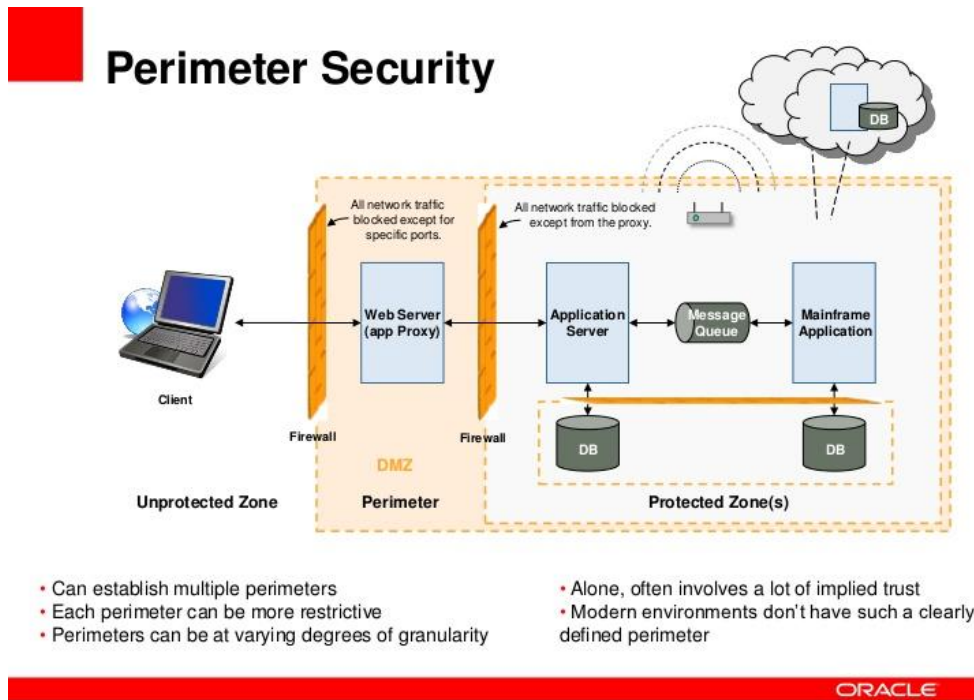 Perimeter Security
DB
All network traffic
blocked except for
specific ports.
All network traffic blocked
except from the proxy.
Web Server
(app Proxy)
Application
Server
Message
Queue
Mainframe
Application
Client
Firewall
Firewall
DB
DB
DMZ
Unprotected Zone
Perimeter
Protected Zone(s)
• Can establish multiple perimeters
• Each perimeter can be more restrictive
• Perimeters can be at varying degrees of granularity
• Alone, often involves a lot of implied trust
• Modern environments don't have such a clearly
defined perimeter
ORACLE